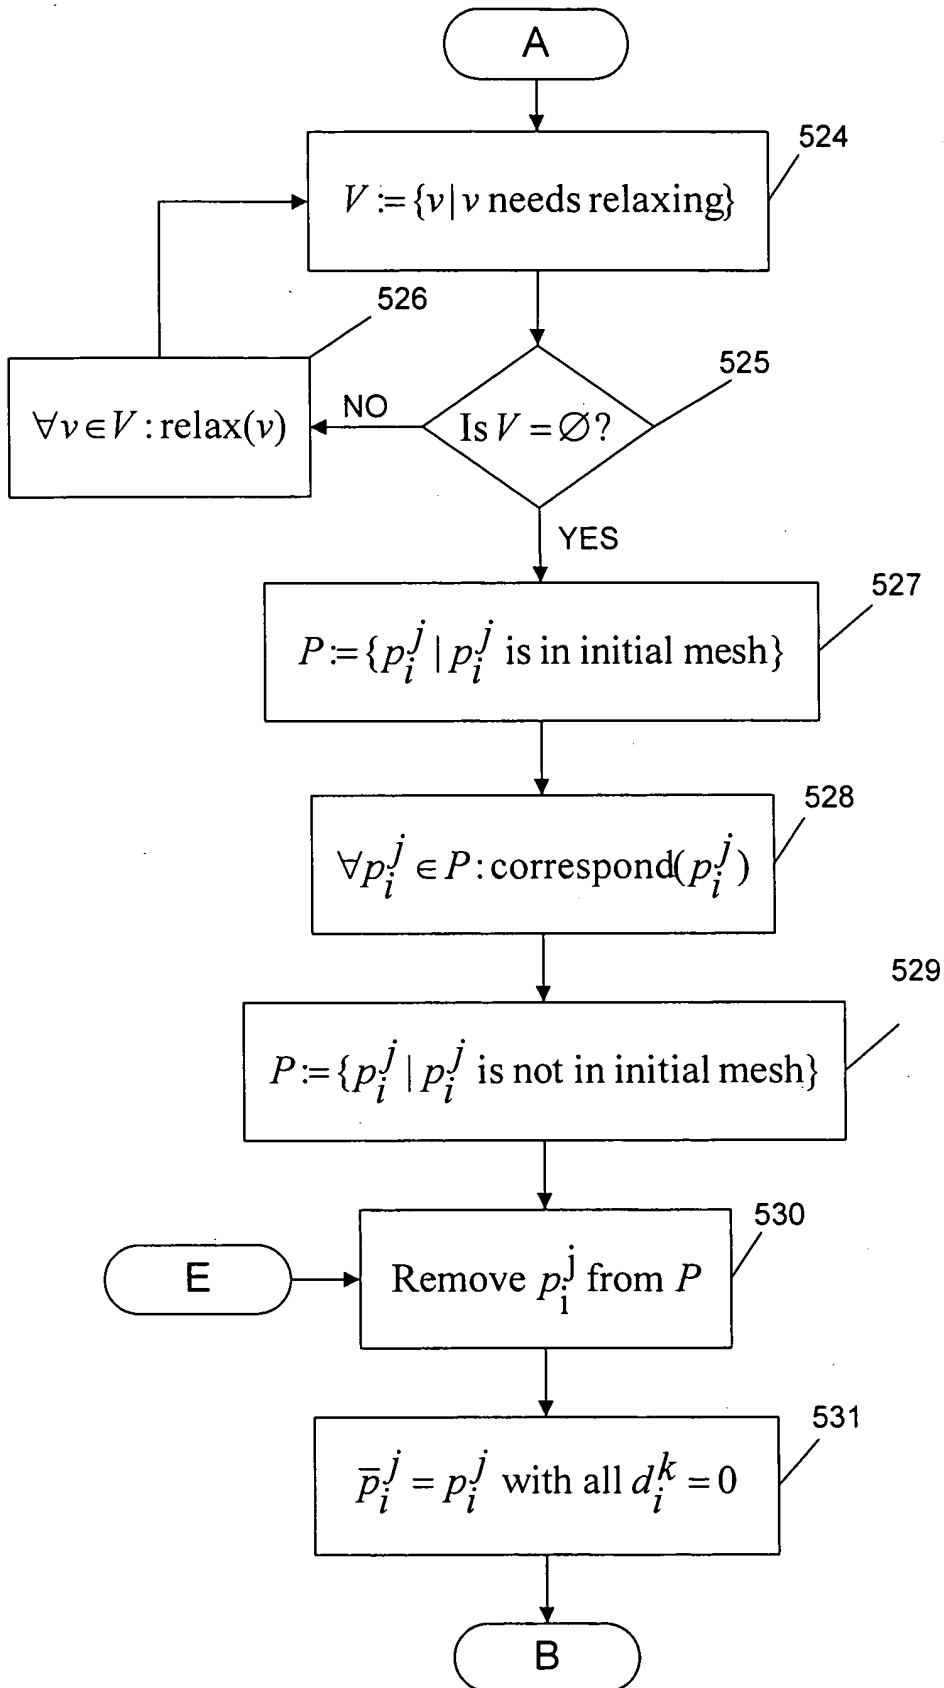 A
524
V := {v | v needs relaxing}
526
525
∀v ∈ V : relax(v)
NO
Is V = ∅?
YES
527
P := {p_i^j | p_i^j is in initial mesh}
528
∀p_i^j ∈ P : correspond(p_i^j)
529
P := {p_i^j | p_i^j is not in initial mesh}
530
E
Remove p_i^j from P
531
p̅_i^j = p_i^j with all d_i^k = 0
B